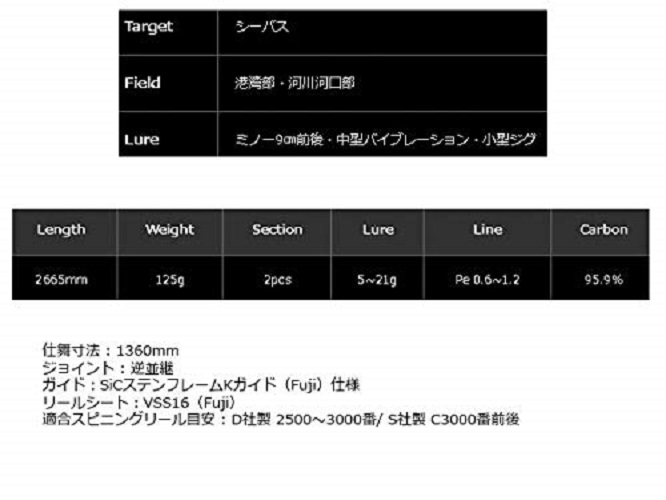 Target シーバス
Field 港湾部・河川河口部
Lure ミノー9㎝前後・中型バイブレーション・小型ジグ
Length Weight Section Lure Line Carbon
2665mm 125g 2pcs 5~21g Pe 0.6~1.2 95.9%
仕舞寸法：1360mm
ジョイント：逆並継
ガイド：SiCステンフレームKガイド（Fuji）仕様
リールシート：VSS16（Fuji）
適合スピニングリール目安：D社製 2500～3000番/ S社製 C3000番前後